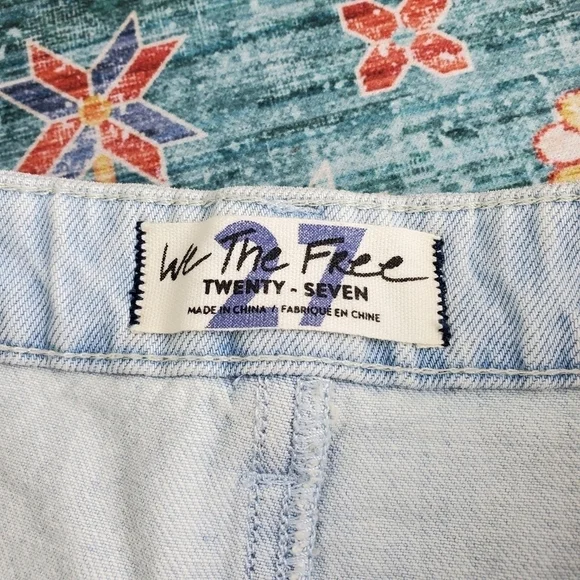 27
We The Free
TWENTY - SEVEN
MADE IN CHINA / FABRIQUE EN CHINE